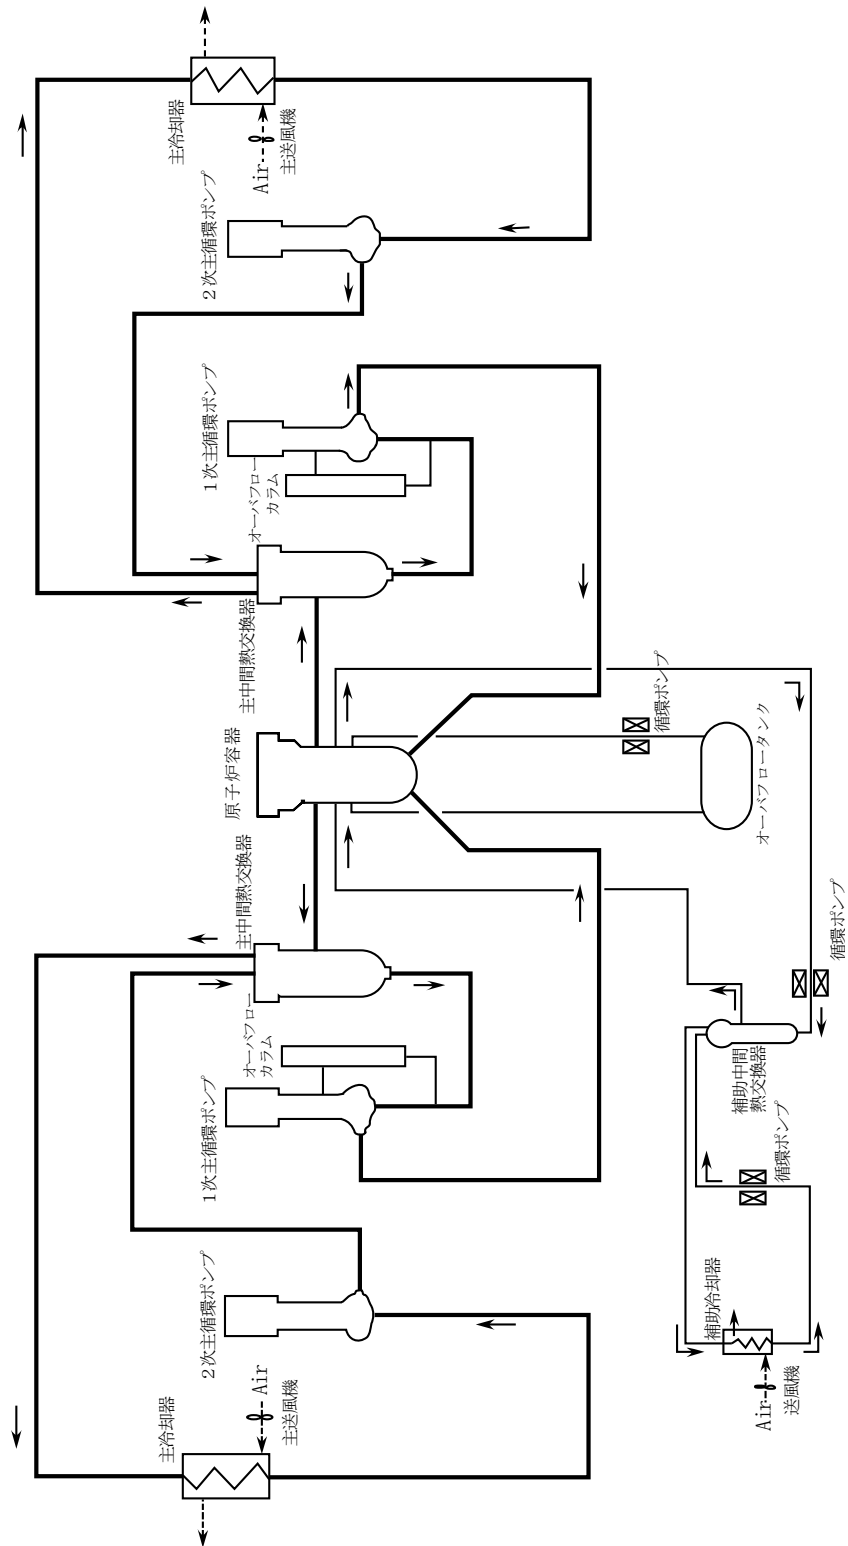 主冷却器
主冷却器
２次主循環ポンプ
１次主循環ポンプ
１次主循環ポンプ
２次主循環ポンプ
主中間熱交換器
原子炉容器
主中間熱交換器
Air
主送風機
オーバフロー
カラム
オーバフロー
カラム
Air
主送風機
循環ポンプ
オーバフロータンク
補助冷却器
補助中間
熱交換器
Air
送風機
循環ポンプ
循環ポンプ